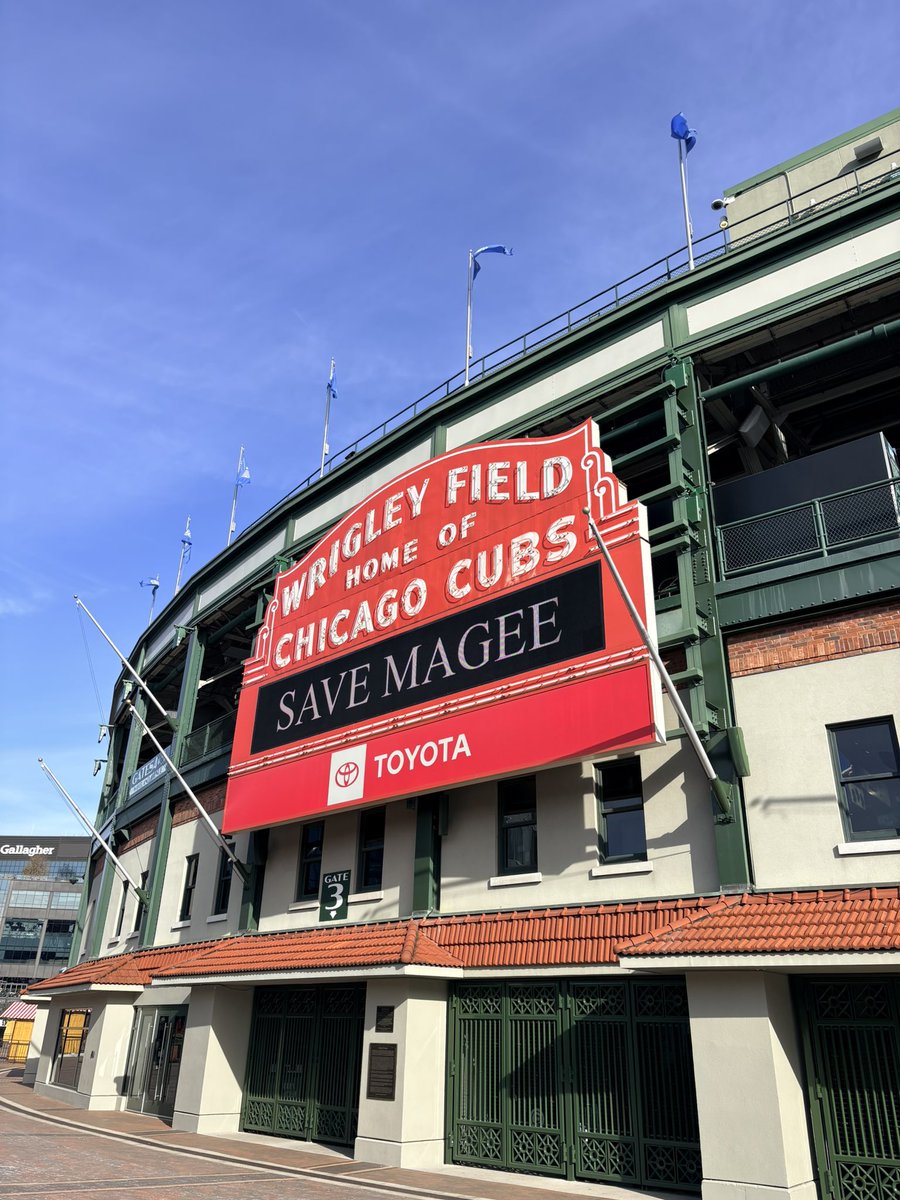 WRIGLEY FIELD
HOME OF
CHICAGO CUBS
SAVE MAGEE
TOYOTA
GATE
3
Gallagher